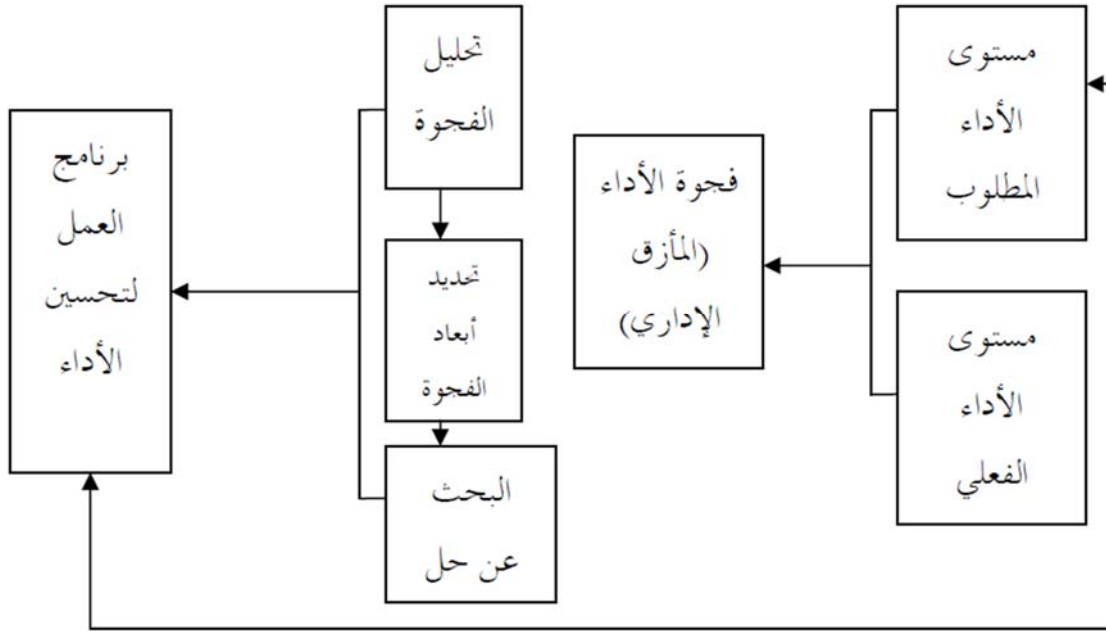 مستوى
الأداء
المطلوب
مستوى
الأداء
الفعلي
فجوة الأداء
(المأزق
الإداري)
تحليل
الفجوة
تحديد
أبعاد
الفجوة
البحث
عن حل
برنامج
العمل
لتحسين
الأداء